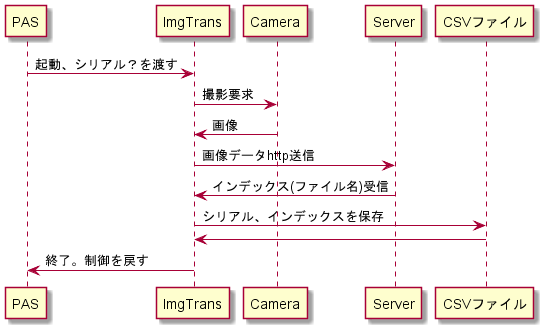 PAS ImgTrans Camera Server CSVファイル
起動、シリアル？を渡す
撮影要求
画像
画像データhttp送信
インデックス(ファイル名)受信
シリアル、インデックスを保存
終了。制御を戻す
PAS ImgTrans Camera Server CSVファイル